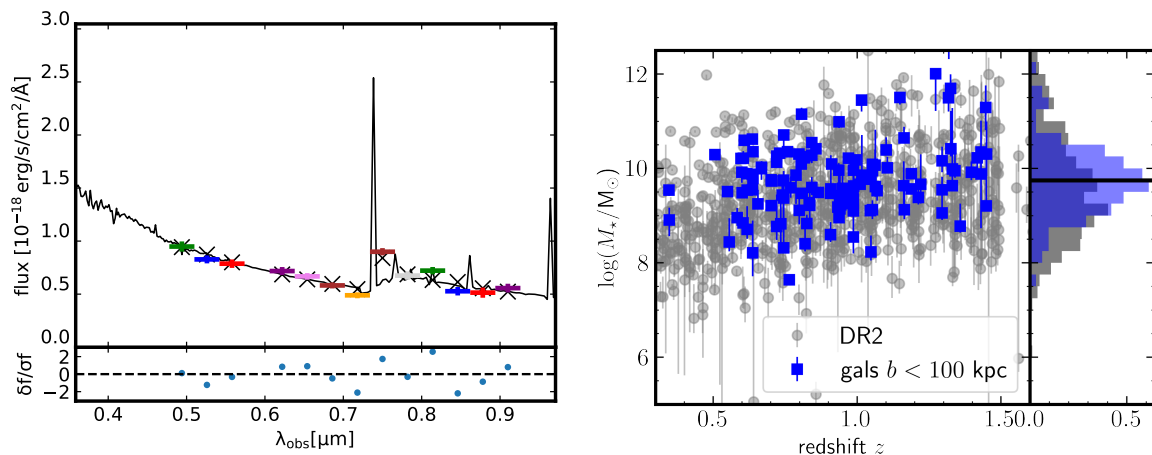 3.0
2.5
2.0
1.5
1.0
0.5
0.0
flux [10⁻¹⁸ erg/s/cm²/Å]
2
0
−2
δf/σf
0.4 0.5 0.6 0.7 0.8 0.9
λobs[μm]
12
10
8
6
log(M⋆/M⊙)
DR2
gals b < 100 kpc
0.5 1.0 1.5 0.0 0.5
redshift z